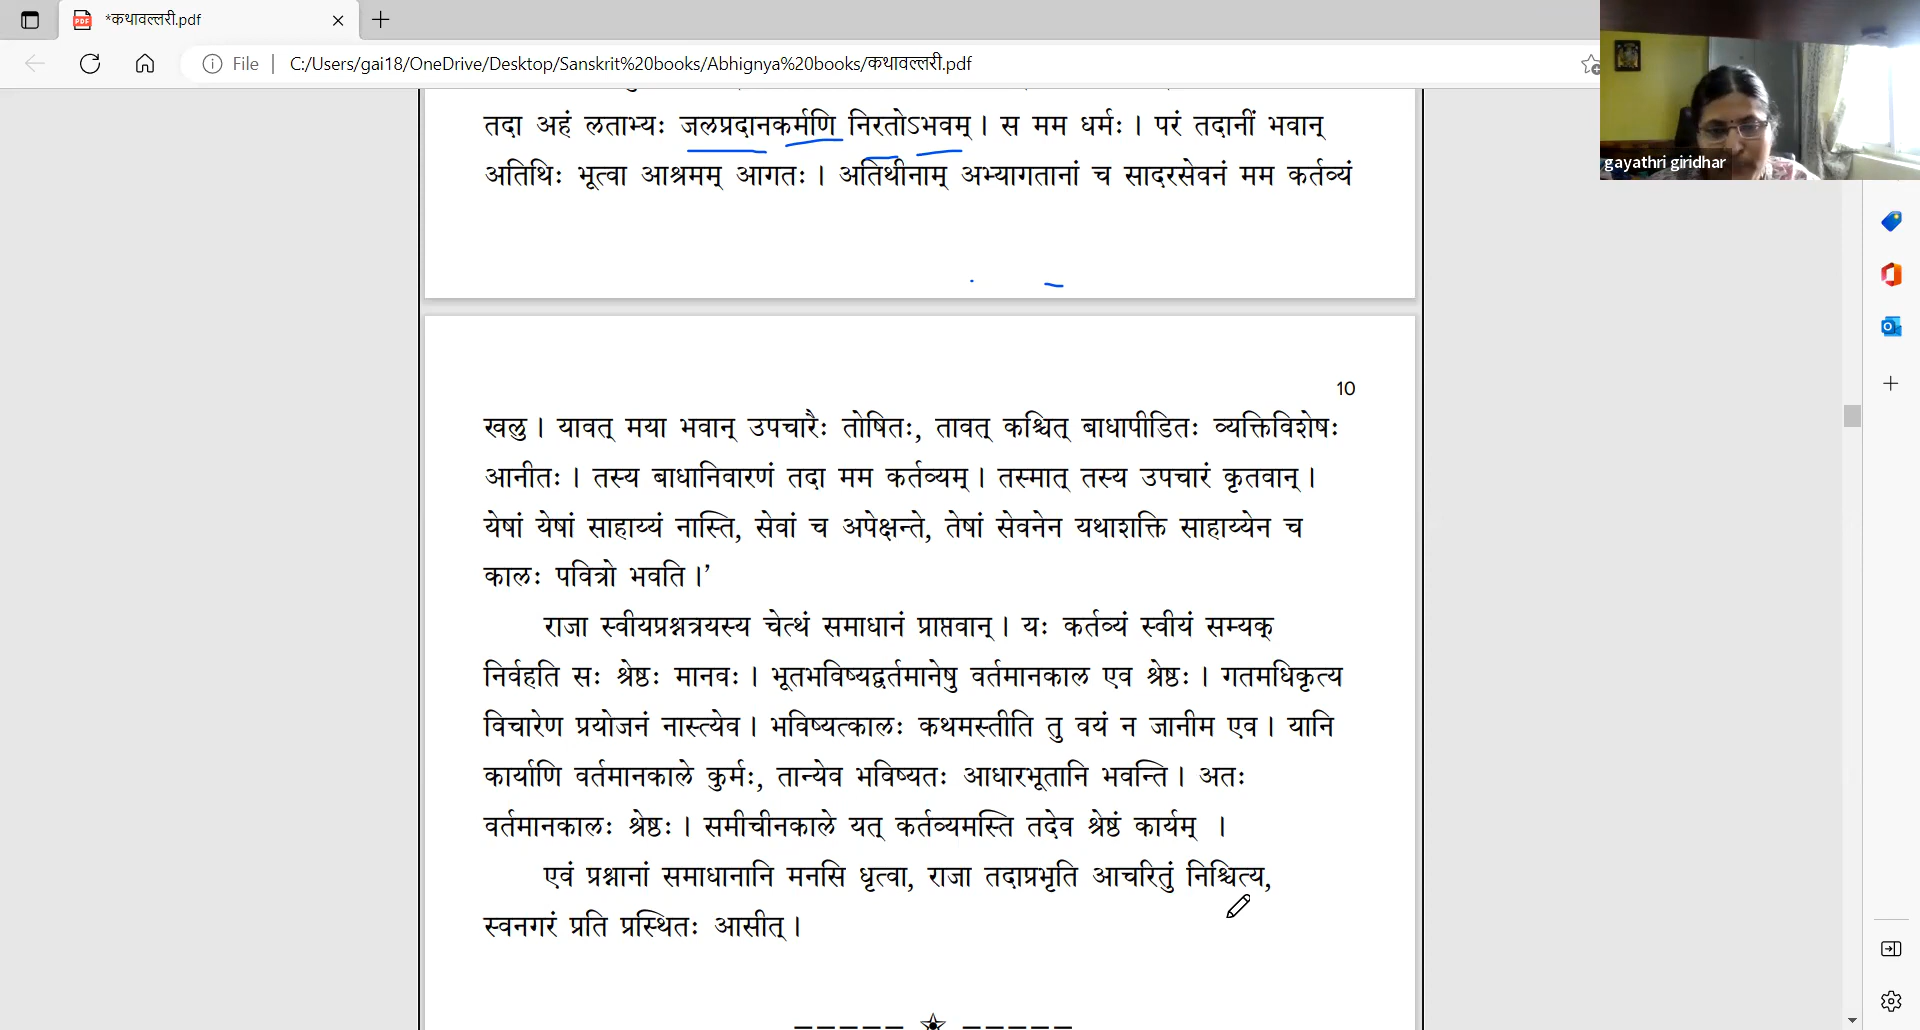 *कथावल्लरी.pdf
File
C:/Users/gai18/OneDrive/Desktop/Sanskrit%20books/Abhignya%20books/कथावल्लरी.pdf
gayathri giridhar
तदा अहं लताभ्यः जलप्रदानकर्मणि निरतोऽभवम् । स मम धर्मः । परं तदानीं भवान्
अतिथिः भूत्वा आश्रमम् आगतः । अतिथीनाम् अभ्यागतानां च सादरसेवनं मम कर्तव्यं
10
खलु । यावत् मया भवान् उपचारैः तोषितः, तावत् कश्चित् बाधापीडितः व्यक्तिविशेषः
आनीतः । तस्य बाधानिवारणं तदा मम कर्तव्यम् । तस्मात् तस्य उपचारं कृतवान् ।
येषां येषां साहाय्यं नास्ति, सेवां च अपेक्षन्ते, तेषां सेवनेन यथाशक्ति साहाय्येन च
कालः पवित्रो भवति ।’
राजा स्वीयप्रश्नत्रयस्य चेत्थं समाधानं प्राप्तवान् । यः कर्तव्यं स्वीयं सम्यक्
निर्वहति सः श्रेष्ठः मानवः । भूतभविष्यद्वर्तमानेषु वर्तमानकाल एव श्रेष्ठः । गतमधिकृत्य
विचारेण प्रयोजनं नास्त्येव । भविष्यत्कालः कथमस्तीति तु वयं न जानीम एव । यानि
कार्याणि वर्तमानकाले कुर्मः, तान्येव भविष्यतः आधारभूतानि भवन्ति । अतः
वर्तमानकालः श्रेष्ठः । समीचीनकाले यत् कर्तव्यमस्ति तदेव श्रेष्ठं कार्यम् ।
एवं प्रश्नानां समाधानानि मनसि धृत्वा, राजा तदाप्रभृति आचरितुं निश्चित्य,
स्वनगरं प्रति प्रस्थितः आसीत् ।